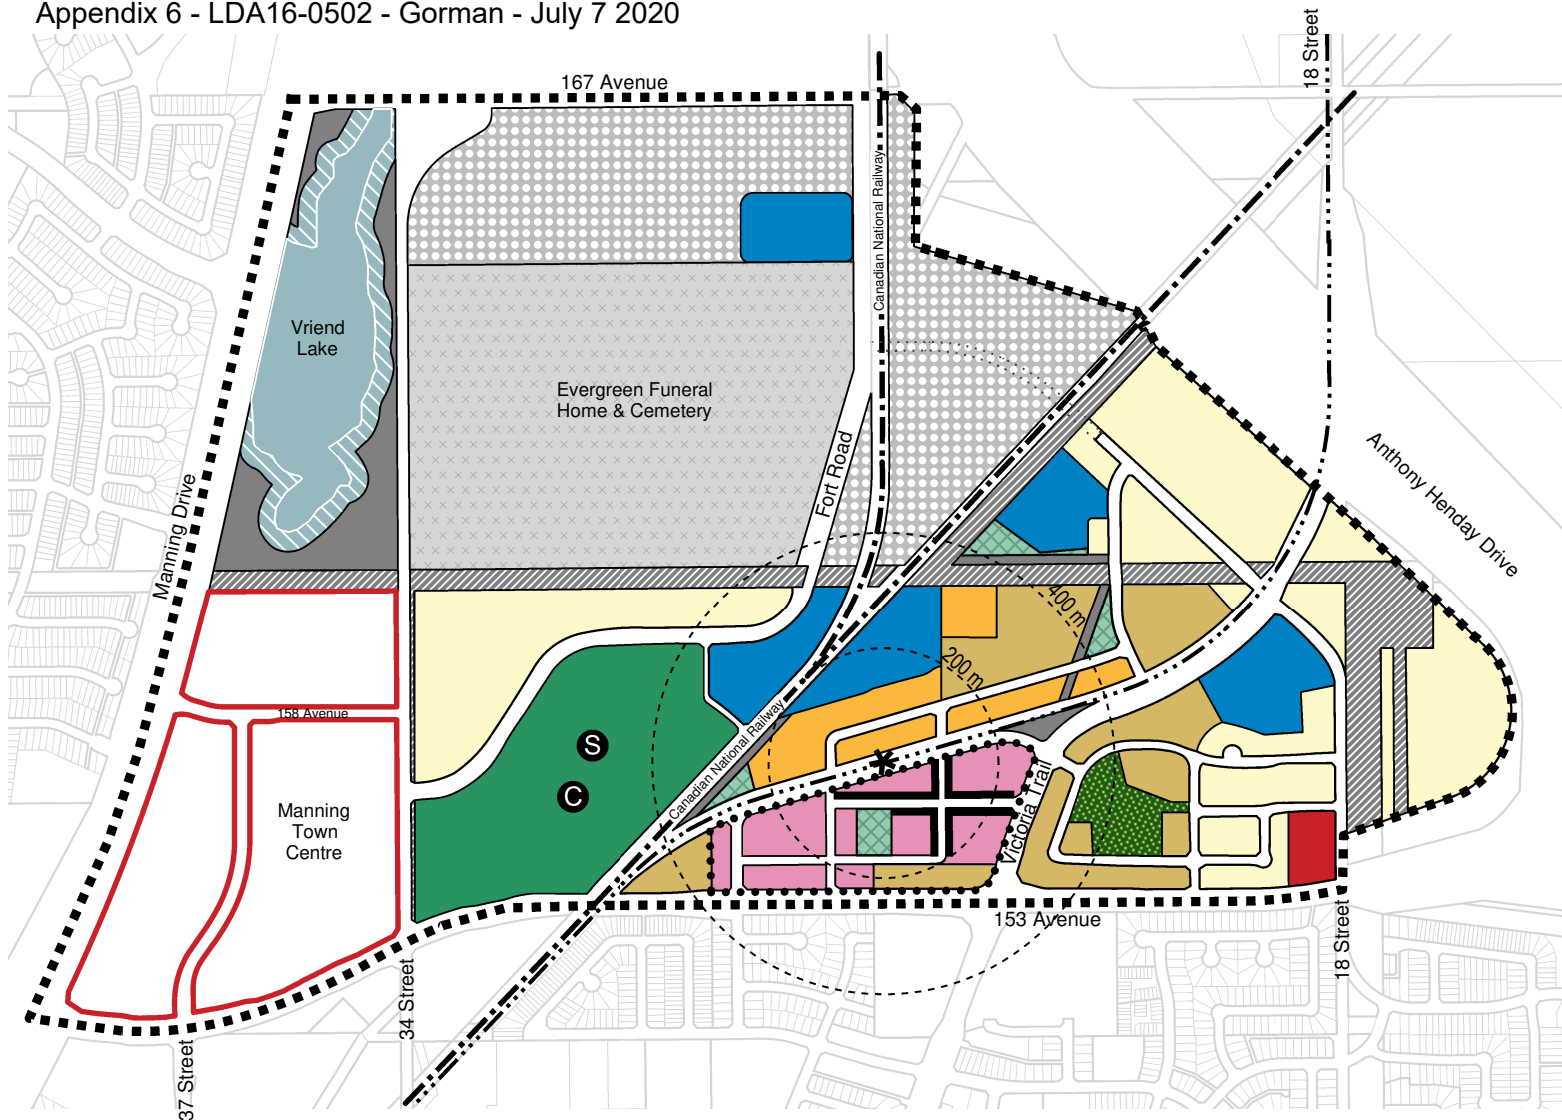 Appendix 6 - LDA16-0502 - Gorman - July 7 2020
18 Street
167 Avenue
Canadian National Railway
Vriend
Lake
Evergreen Funeral
Home & Cemetery
Fort Road
Anthony Henday Drive
Manning Drive
400 m
200 m
158 Avenue
S
C
Canadian National Railway
Manning
Town
Centre
Victoria Trail
153 Avenue
18 Street
34 Street
37 Street